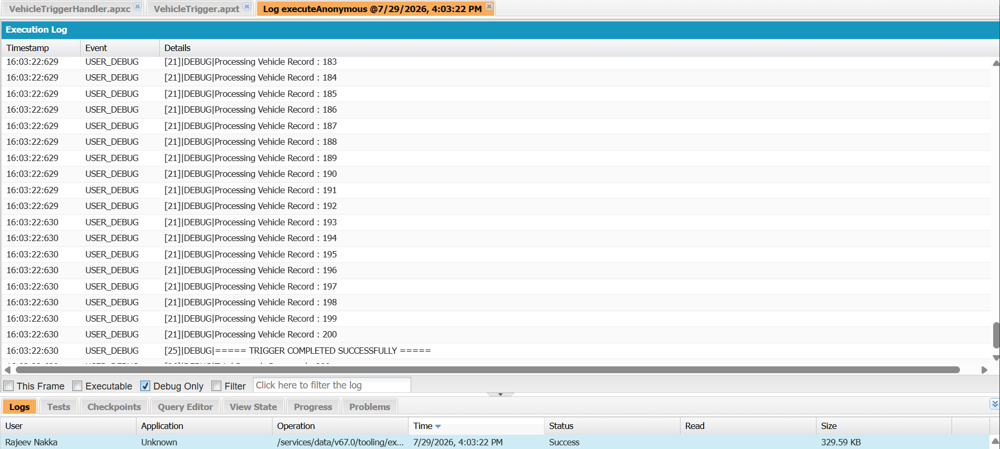 VehicleTriggerHandler.apxc VehicleTrigger.apxt Log executeAnonymous @7/29/2026, 4:03:22 PM
Execution Log
Timestamp Event Details
16:03:22:629 USER_DEBUG [21]|DEBUG|Processing Vehicle Record : 183
16:03:22:629 USER_DEBUG [21]|DEBUG|Processing Vehicle Record : 184
16:03:22:629 USER_DEBUG [21]|DEBUG|Processing Vehicle Record : 185
16:03:22:629 USER_DEBUG [21]|DEBUG|Processing Vehicle Record : 186
16:03:22:629 USER_DEBUG [21]|DEBUG|Processing Vehicle Record : 187
16:03:22:629 USER_DEBUG [21]|DEBUG|Processing Vehicle Record : 188
16:03:22:629 USER_DEBUG [21]|DEBUG|Processing Vehicle Record : 189
16:03:22:629 USER_DEBUG [21]|DEBUG|Processing Vehicle Record : 190
16:03:22:629 USER_DEBUG [21]|DEBUG|Processing Vehicle Record : 191
16:03:22:629 USER_DEBUG [21]|DEBUG|Processing Vehicle Record : 192
16:03:22:630 USER_DEBUG [21]|DEBUG|Processing Vehicle Record : 193
16:03:22:630 USER_DEBUG [21]|DEBUG|Processing Vehicle Record : 194
16:03:22:630 USER_DEBUG [21]|DEBUG|Processing Vehicle Record : 195
16:03:22:630 USER_DEBUG [21]|DEBUG|Processing Vehicle Record : 196
16:03:22:630 USER_DEBUG [21]|DEBUG|Processing Vehicle Record : 197
16:03:22:630 USER_DEBUG [21]|DEBUG|Processing Vehicle Record : 198
16:03:22:630 USER_DEBUG [21]|DEBUG|Processing Vehicle Record : 199
16:03:22:630 USER_DEBUG [21]|DEBUG|Processing Vehicle Record : 200
16:03:22:630 USER_DEBUG [25]|DEBUG|===== TRIGGER COMPLETED SUCCESSFULLY =====
This Frame Executable Debug Only Filter Click here to filter the log
Logs Tests Checkpoints Query Editor View State Progress Problems
User Application Operation Time Status Read Size
Rajeev Nakka Unknown /services/data/v67.0/tooling/ex... 7/29/2026, 4:03:22 PM Success 329.59 KB